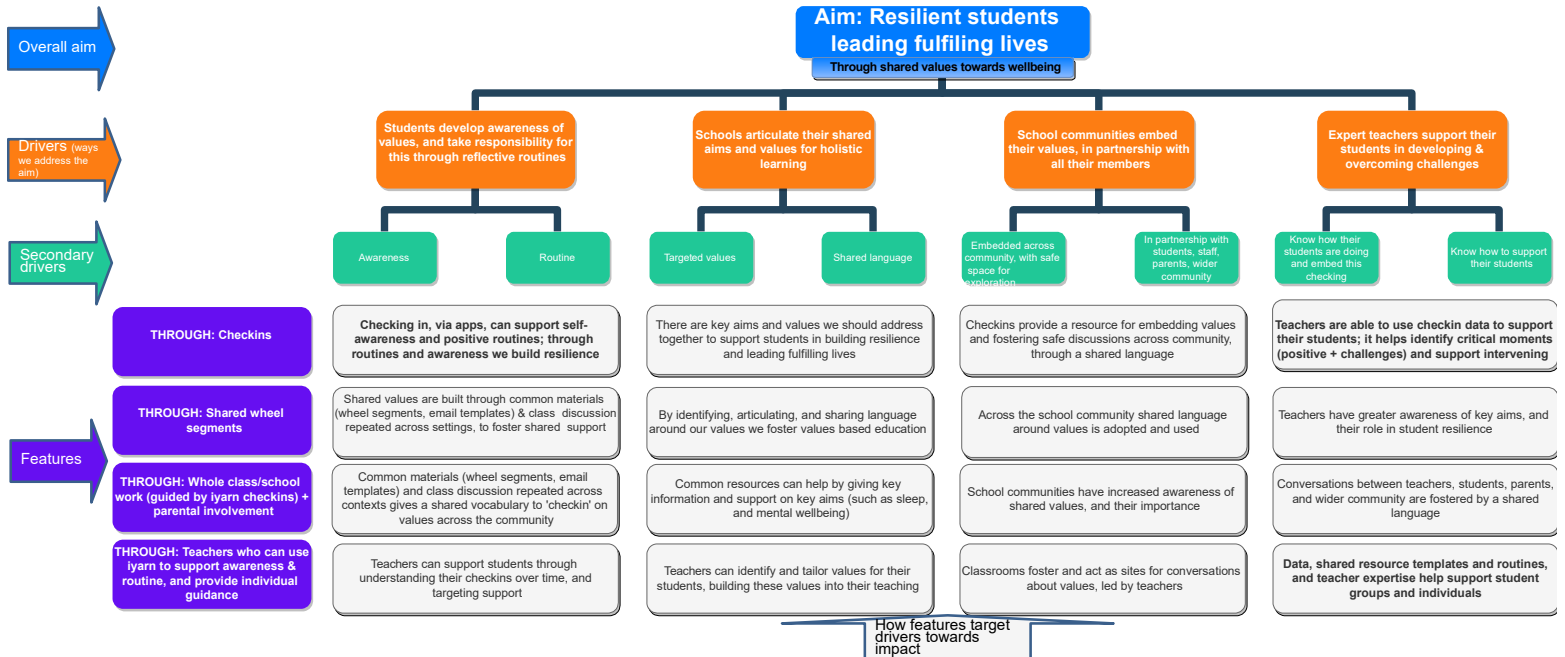 Overall aim
Aim: Resilient students
leading fulfiling lives
Through shared values towards wellbeing
Drivers (ways
we address the
aim)
Students develop awareness of
values, and take responsibility for
this through reflective routines
Schools articulate their shared
aims and values for holistic
learning
School communities embed
their values, in partnership with
all their members
Expert teachers support their
students in developing &
overcoming challenges
Secondary
drivers
Awareness
Routine
Targeted values
Shared language
Embedded across
community, with safe
space for
exploration
In partnership with
students, staff,
parents, wider
community
Know how their
students are doing
and embed this
checking
Know how to support
their students
Features
THROUGH: Checkins
Checking in, via apps, can support self-
awareness and positive routines; through
routines and awareness we build resilience
There are key aims and values we should address
together to support students in building resilience
and leading fulfilling lives
Checkins provide a resource for embedding values
and fostering safe discussions across community,
through a shared language
Teachers are able to use checkin data to support
their students; it helps identify critical moments
(positive + challenges) and support intervening
THROUGH: Shared wheel
segments
Shared values are built through common materials
(wheel segments, email templates) & class discussion
repeated across settings, to foster shared support
By identifying, articulating, and sharing language
around our values we foster values based education
Across the school community shared language
around values is adopted and used
Teachers have greater awareness of key aims, and
their role in student resilience
THROUGH: Whole class/school
work (guided by iyarn checkins) +
parental involvement
Common materials (wheel segments, email
templates) and class discussion repeated across
contexts gives a shared vocabulary to 'checkin' on
values across the community
Common resources can help by giving key
information and support on key aims (such as sleep,
and mental wellbeing)
School communities have increased awareness of
shared values, and their importance
Conversations between teachers, students, parents,
and wider community are fostered by a shared
language
THROUGH: Teachers who can use
iyarn to support awareness &
routine, and provide individual
guidance
Teachers can support students through
understanding their checkins over time, and
targeting support
Teachers can identify and tailor values for their
students, building these values into their teaching
Classrooms foster and act as sites for conversations
about values, led by teachers
Data, shared resource templates and routines,
and teacher expertise help support student
groups and individuals
How features target
drivers towards
impact